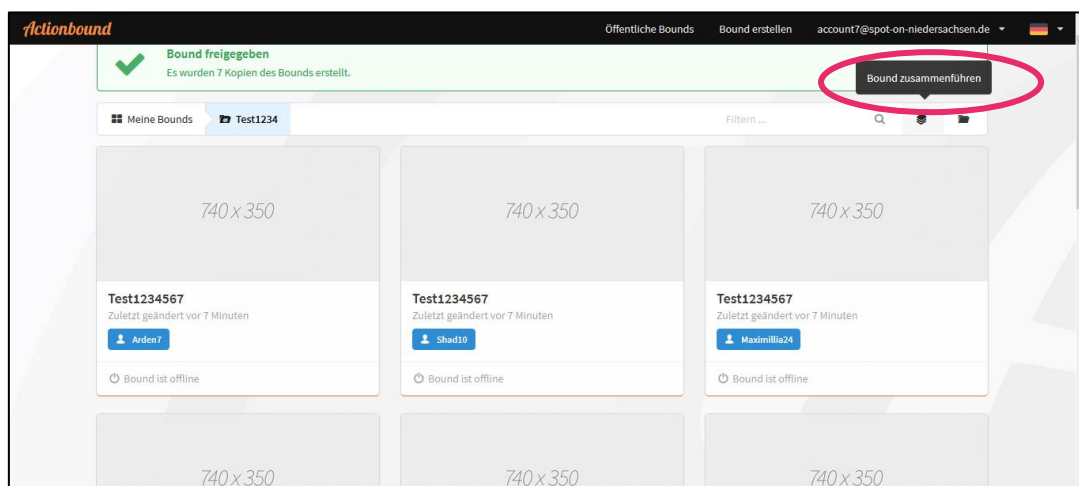 Actionbound
Öffentliche Bounds Bound erstellen account7@spot-on-niedersachsen.de
Bound freigegeben
Es wurden 7 Kopien des Bounds erstellt.
Bound zusammenführen
Meine Bounds Test1234 Filtern ...
740 x 350 740 x 350 740 x 350
Test1234567 Test1234567 Test1234567
Zuletzt geändert vor 7 Minuten Zuletzt geändert vor 7 Minuten Zuletzt geändert vor 7 Minuten
Arden7 Shad10 Maximillia24
Bound ist offline Bound ist offline Bound ist offline
740 x 350 740 x 350 740 x 350